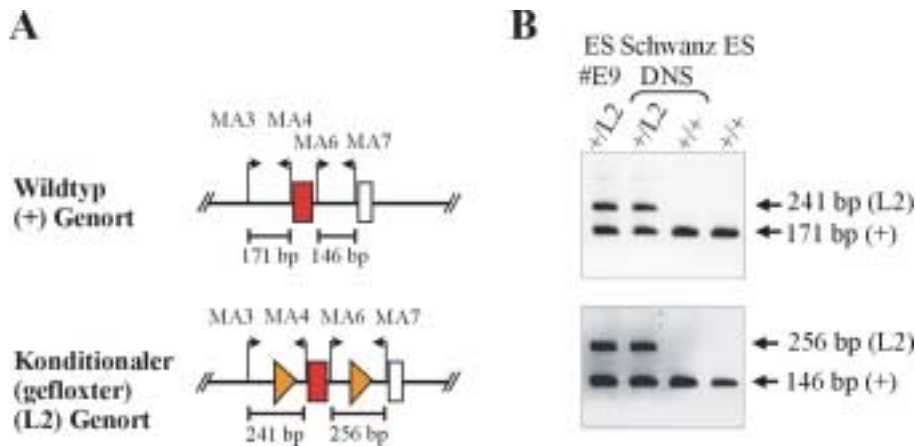 A
MA3 MA4
MA6 MA7
Wildtyp
(+) Genort
171 bp 146 bp
MA3 MA4 MA6 MA7
Konditionaler
(gefloxter)
(L2) Genort
241 bp 256 bp
B
ES Schwanz ES
#E9 DNS
+/L2 +/L2 +/+ +/+
241 bp (L2)
171 bp (+)
256 bp (L2)
146 bp (+)